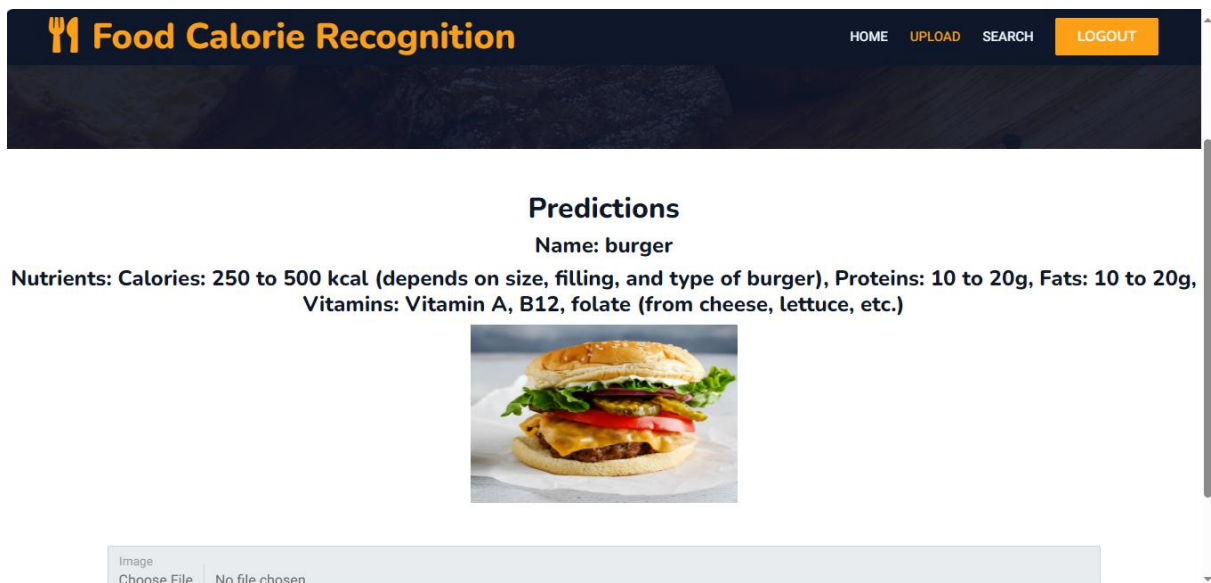 Food Calorie Recognition
HOME UPLOAD SEARCH LOGOUT
Predictions
Name: burger
Nutrients: Calories: 250 to 500 kcal (depends on size, filling, and type of burger), Proteins: 10 to 20g, Fats: 10 to 20g,
Vitamins: Vitamin A, B12, folate (from cheese, lettuce, etc.)
Image
Choose File No file chosen